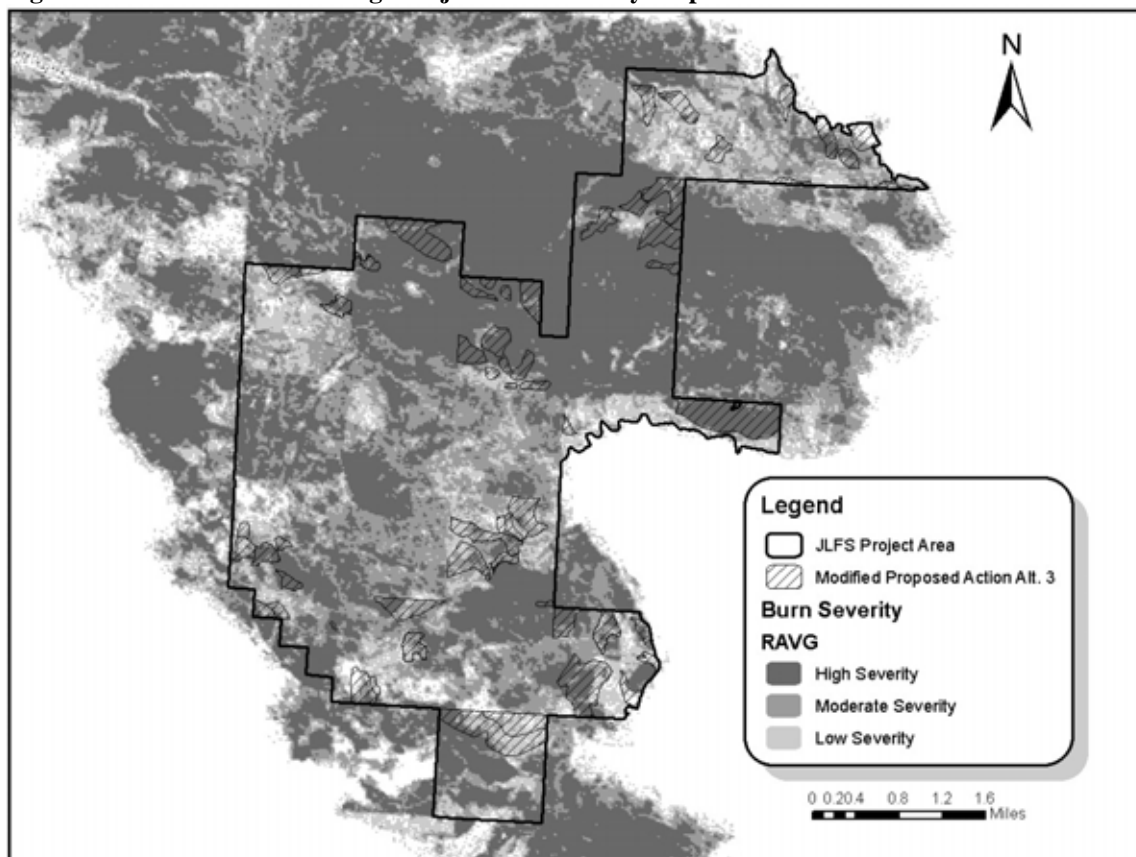 N
Legend
JLFS Project Area
Modified Proposed Action Alt. 3
Burn Severity
RAVG
High Severity
Moderate Severity
Low Severity
0 0.20.4 0.8 1.2 1.6
Miles